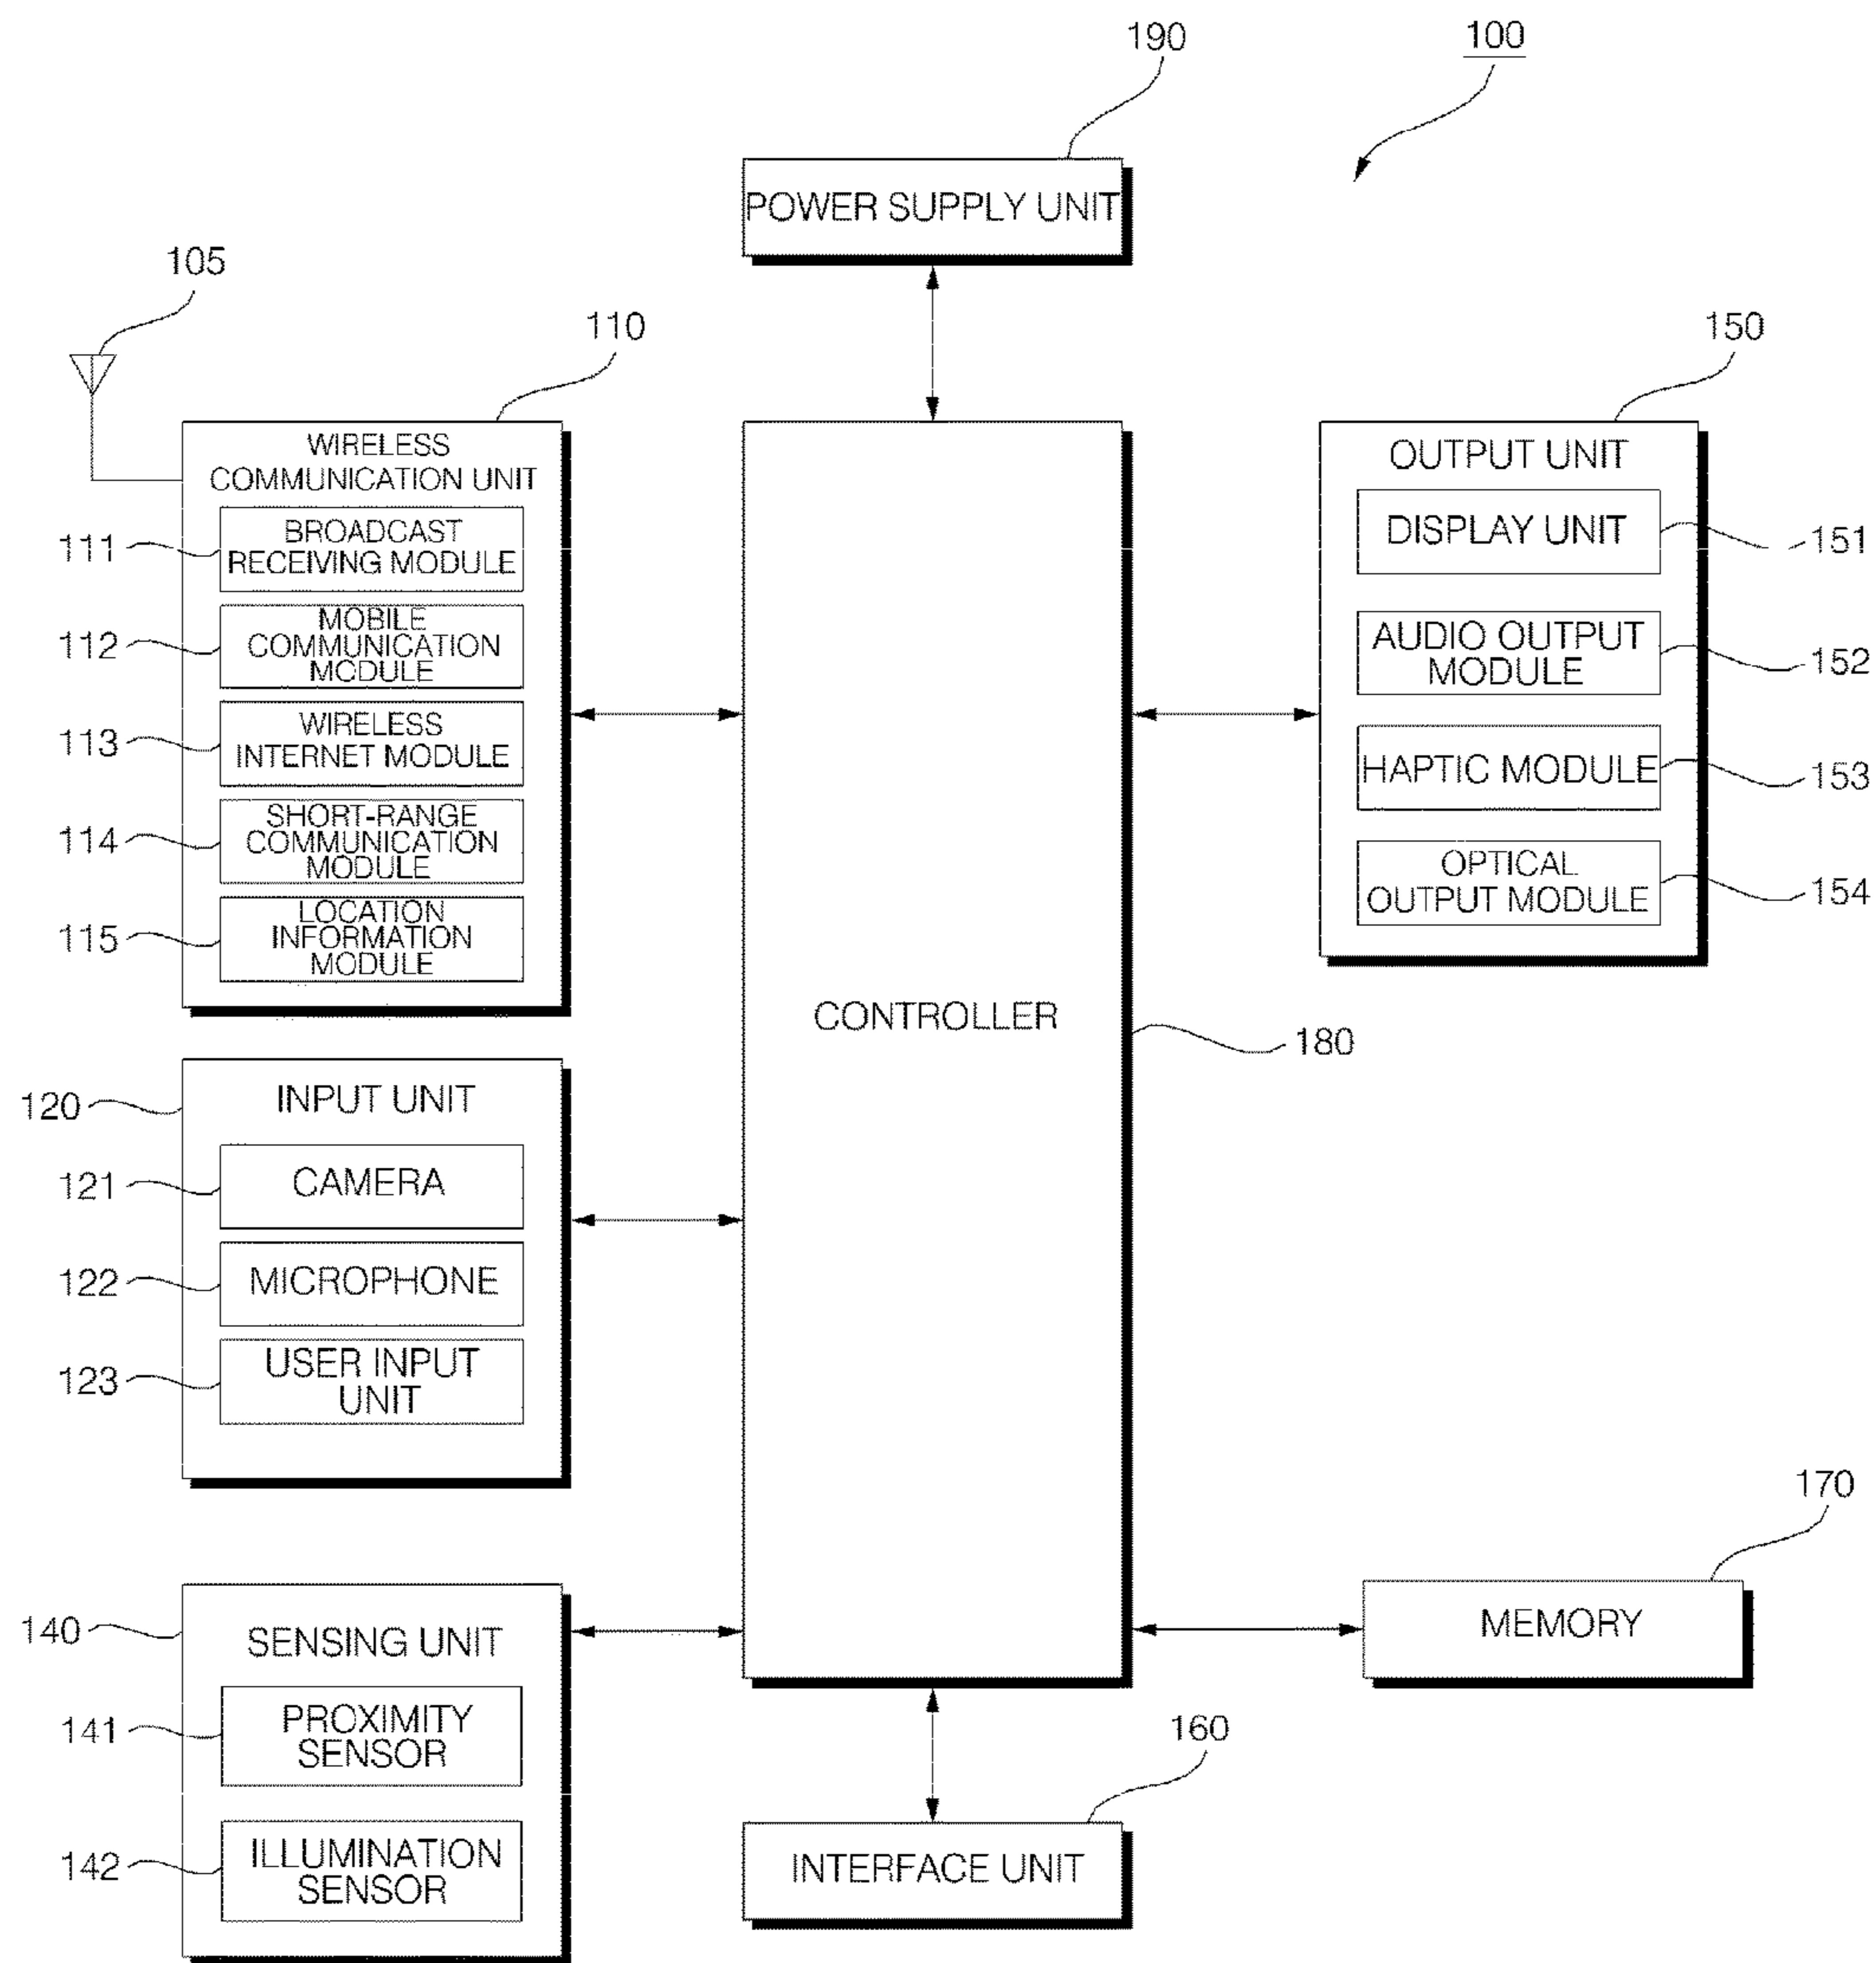 190
100
POWER SUPPLY UNIT
105
110
150
WIRELESS
COMMUNICATION UNIT
111
BROADCAST
RECEIVING MODULE
112
MOBILE
COMMUNICATION
MODULE
113
WIRELESS
INTERNET MODULE
114
SHORT-RANGE
COMMUNICATION
MODULE
115
LOCATION
INFORMATION
MODULE
OUTPUT UNIT
DISPLAY UNIT
151
AUDIO OUTPUT
MODULE
152
HAPTIC MODULE
153
OPTICAL
OUTPUT MODULE
154
CONTROLLER
180
120
INPUT UNIT
121
CAMERA
122
MICROPHONE
123
USER INPUT
UNIT
170
MEMORY
140
SENSING UNIT
141
PROXIMITY
SENSOR
142
ILLUMINATION
SENSOR
160
INTERFACE UNIT